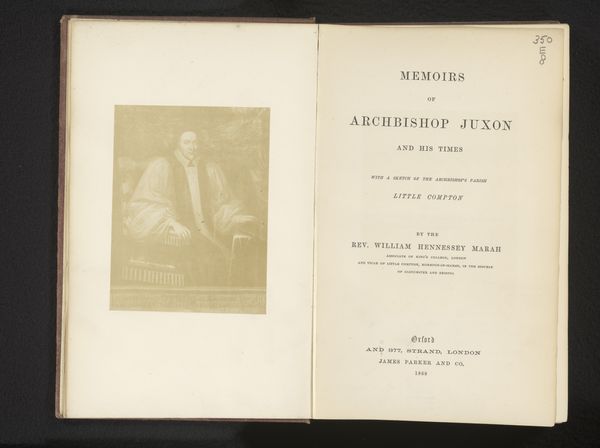 350
E
P
8
MEMOIRS
OF
ARCHBISHOP JUXON
AND HIS TIMES
WITH A SKETCH OF THE ARCHBISHOP'S PARISH
LITTLE COMPTON
BY THE
REV. WILLIAM HENNESSEY MARAH
ASSOCIATE OF KING'S COLLEGE, LONDON
AND VICAR OF LITTLE COMPTON, MORETON-IN-MARSH, IN THE DIOCESE
OF GLOUCESTER AND BRISTOL
Oxford
AND 377, STRAND, LONDON
JAMES PARKER AND CO.
1869